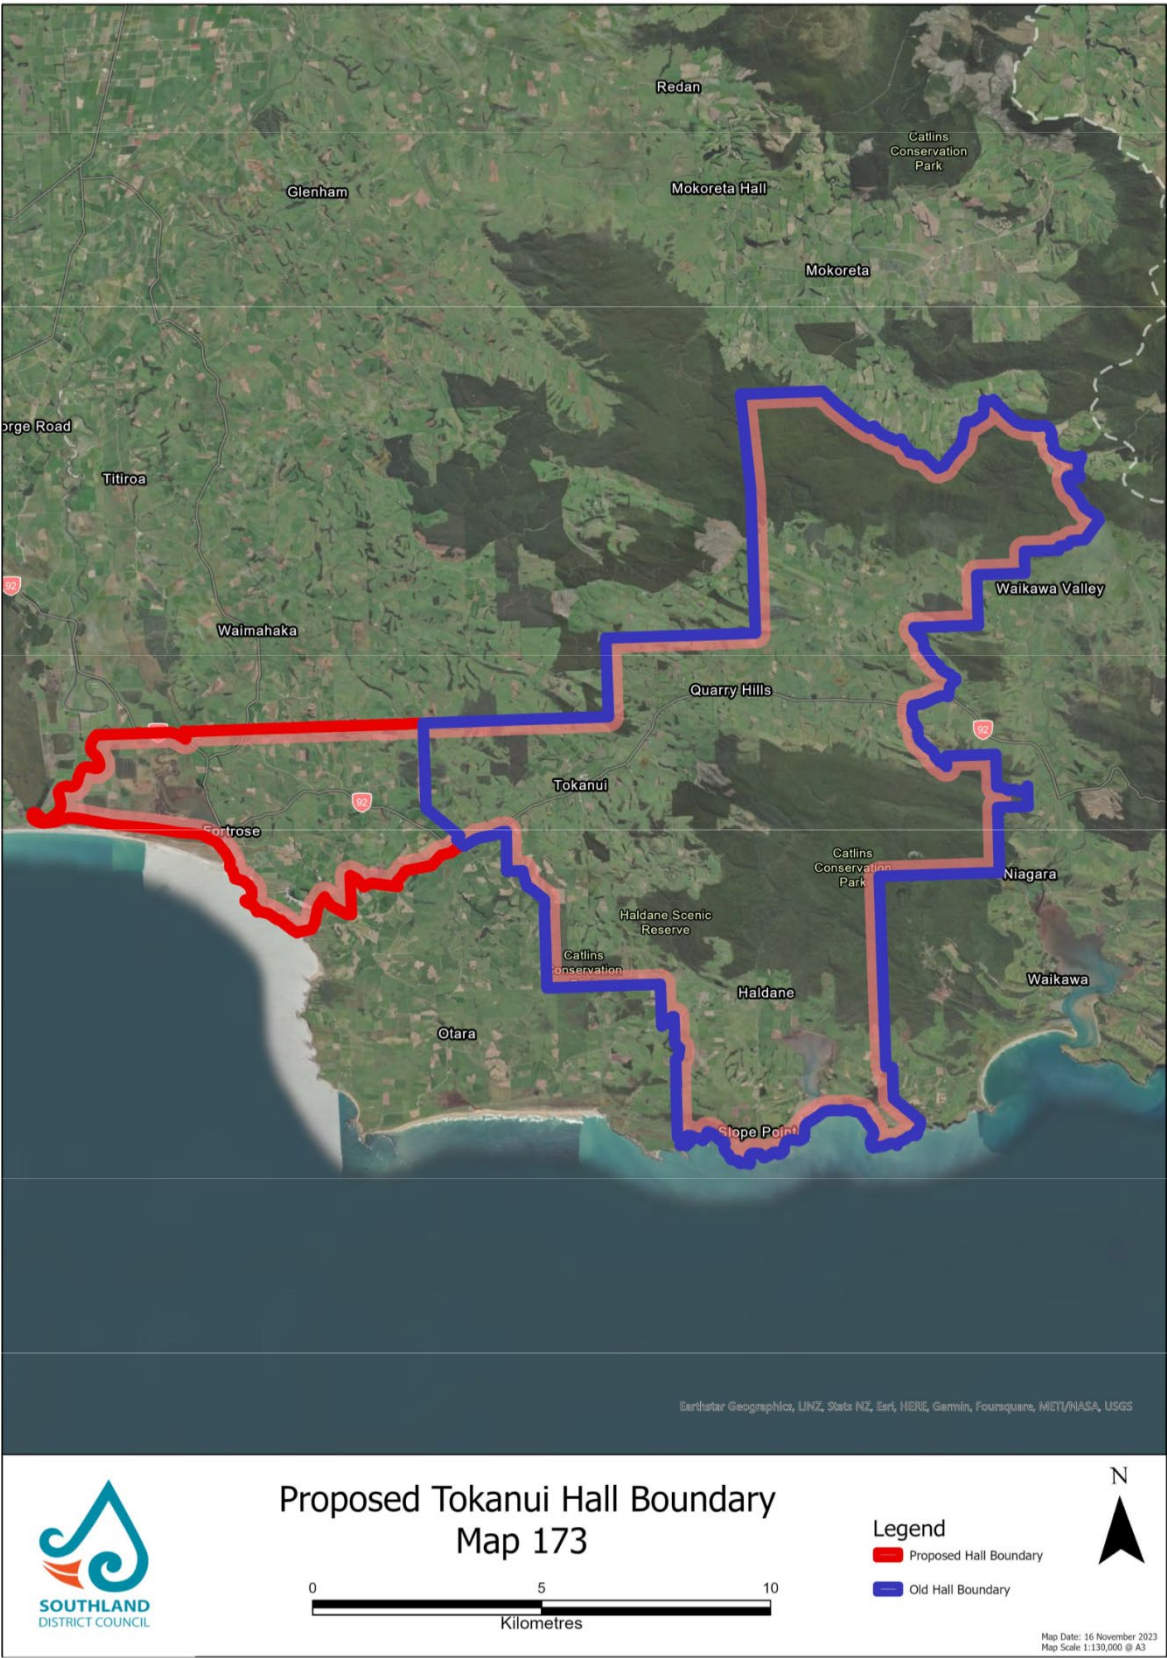 Redan
Catlins
Conservation
Park
Glenham
Mokoreta Hall
Mokoreta
orge Road
Titiroa
92
Waikawa Valley
Waimahaka
Quarry Hills
92
Tokanui
92
Fortrose
Catlins
Conservation
Park
Niagara
Haldane Scenic
Reserve
Catlins
onservation
Waikawa
Haldane
Otara
Slope Point
Earthstar Geographics, LINZ, Stats NZ, Esri, HERE, Garmin, Foursquare, METI/NASA, USGS
Proposed Tokanui Hall Boundary
Map 173
0 5 10
Kilometres
SOUTHLAND
DISTRICT COUNCIL
N
Legend
Proposed Hall Boundary
Old Hall Boundary
Map Date: 16 November 2023
Map Scale 1:130,000 @ A3